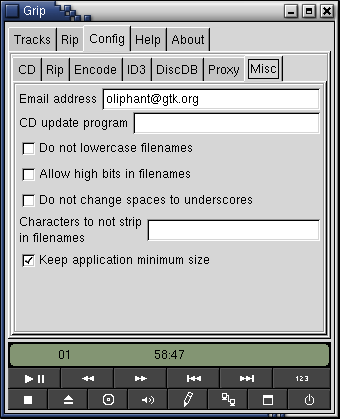 Grip
Tracks Rip Config Help About
CD Rip Encode ID3 DiscDB Proxy Misc
Email address oliphant@gtk.org
CD update program
Do not lowercase filenames
Allow high bits in filenames
Do not change spaces to underscores
Characters to not strip
in filenames
Keep application minimum size
01 58:47
123